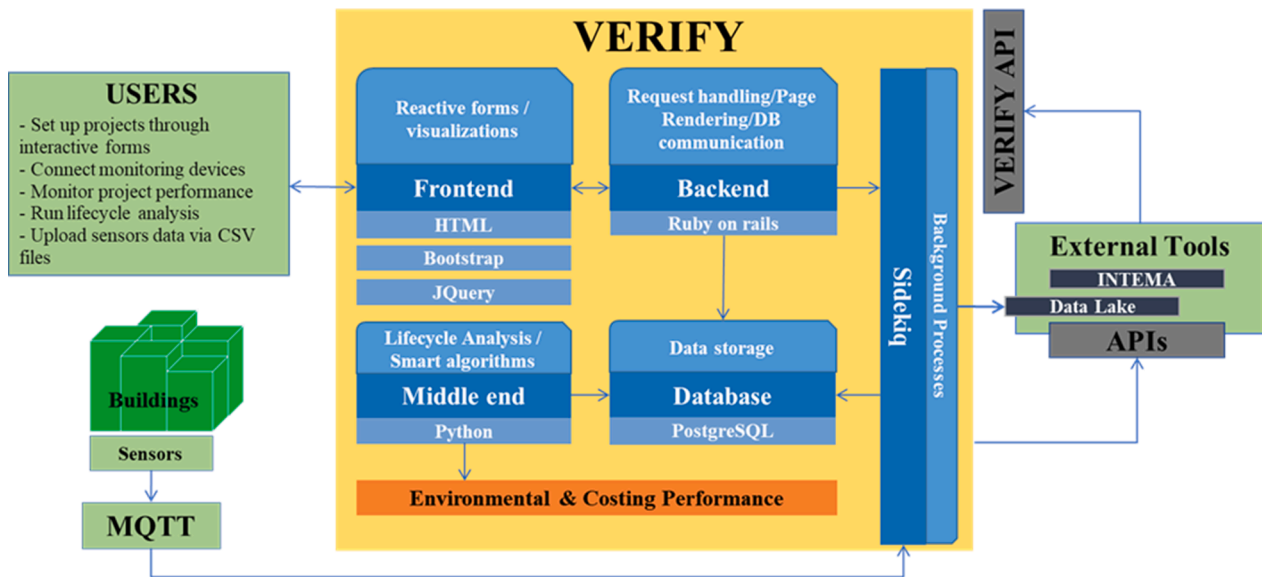 VERIFY
USERS
- Set up projects through
interactive forms
- Connect monitoring devices
- Monitor project performance
- Run lifecycle analysis
- Upload sensors data via CSV
files
Reactive forms /
visualizations
Frontend
HTML
Bootstrap
JQuery
Request handling/Page
Rendering/DB
communication
Backend
Ruby on rails
Lifecycle Analysis /
Smart algorithms
Middle end
Python
Data storage
Database
PostgreSQL
Environmental & Costing Performance
Sidekiq
Background Processes
VERIFY API
External Tools
INTEMA
Data Lake
APIs
Buildings
Sensors
MQTT